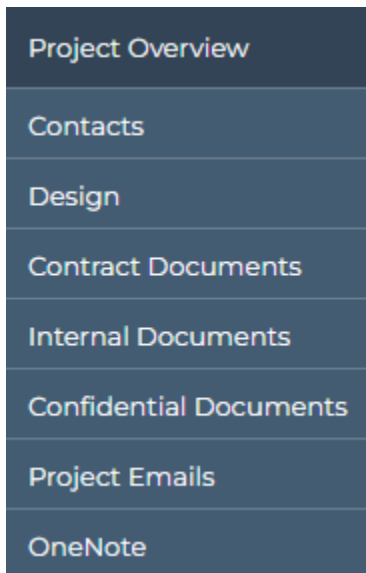 Project Overview
Contacts
Design
Contract Documents
Internal Documents
Confidential Documents
Project Emails
OneNote